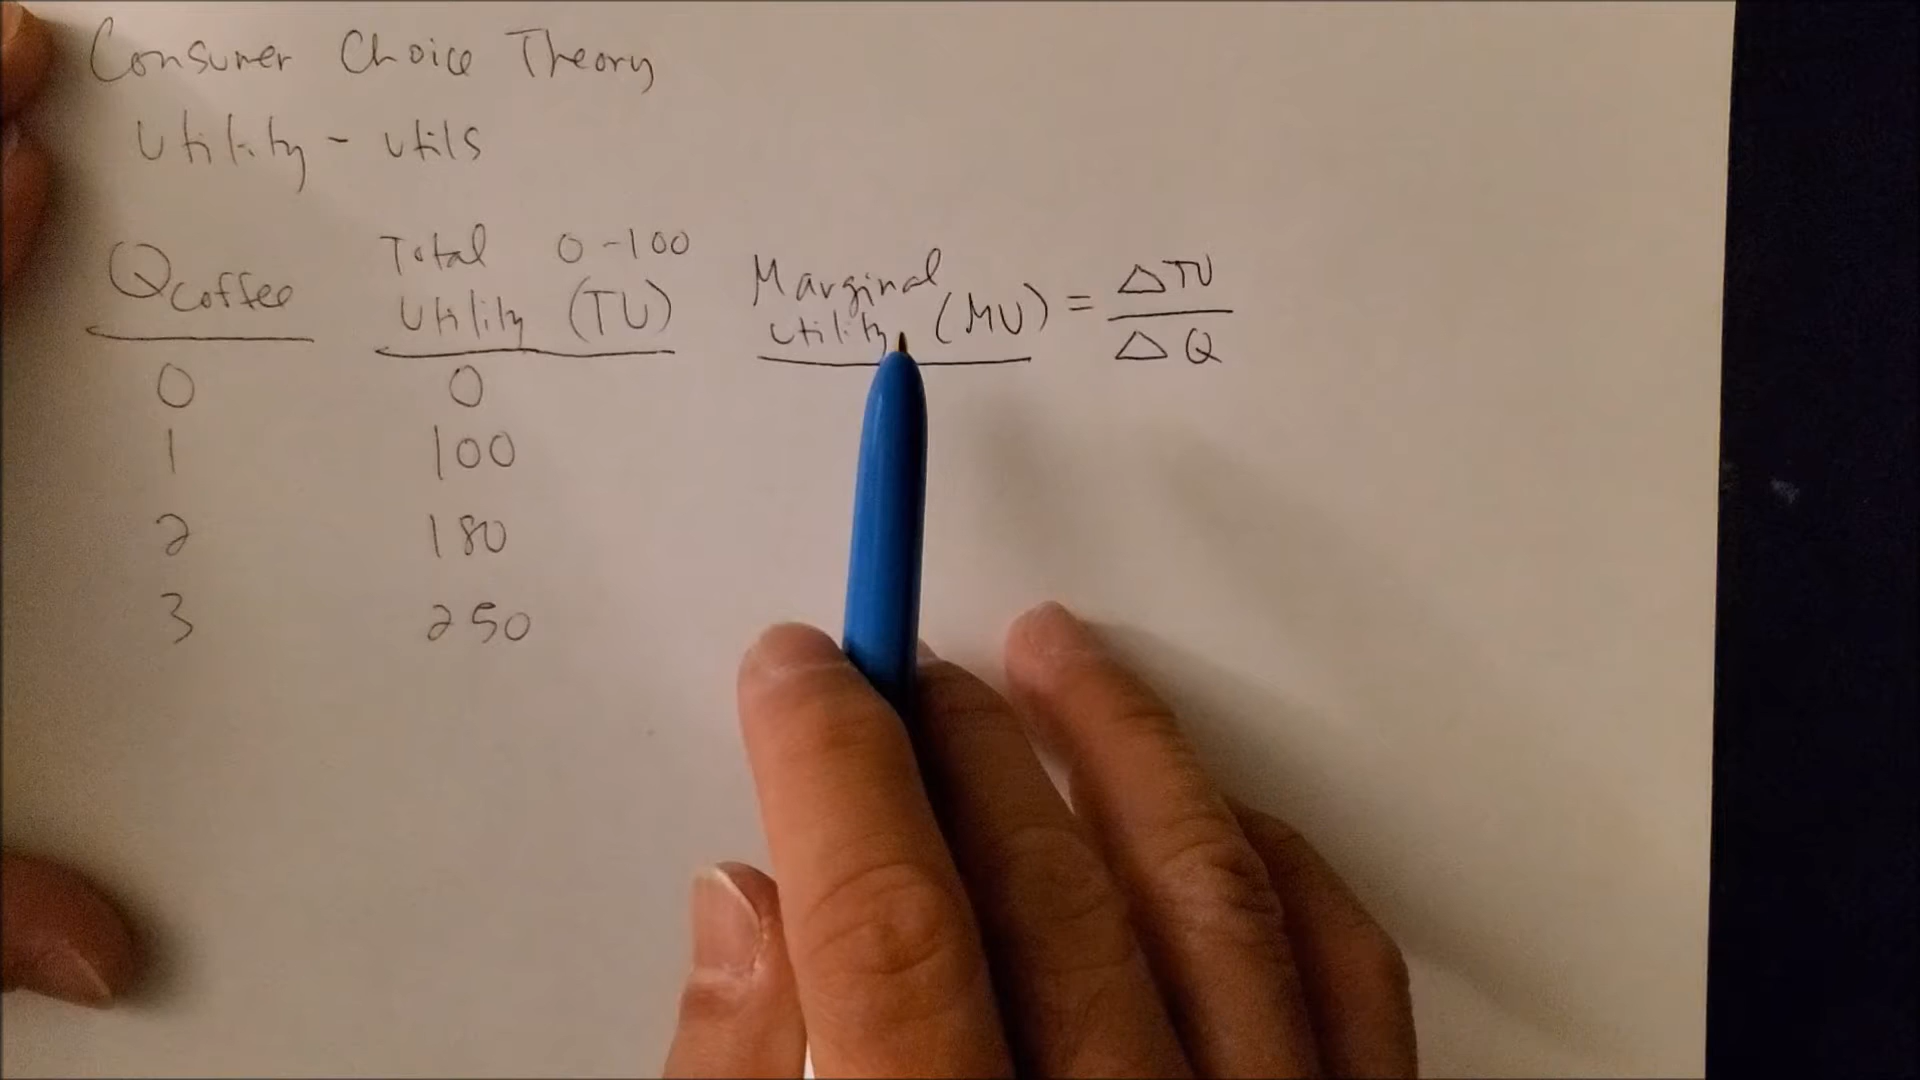 Consumer Choice Theory
Utility - utils
Qcoffee
Total 0-100
Utility (TU)
Marginal
Utility (MU) = ΔTU / ΔQ
0 0
1 100
2 180
3 250